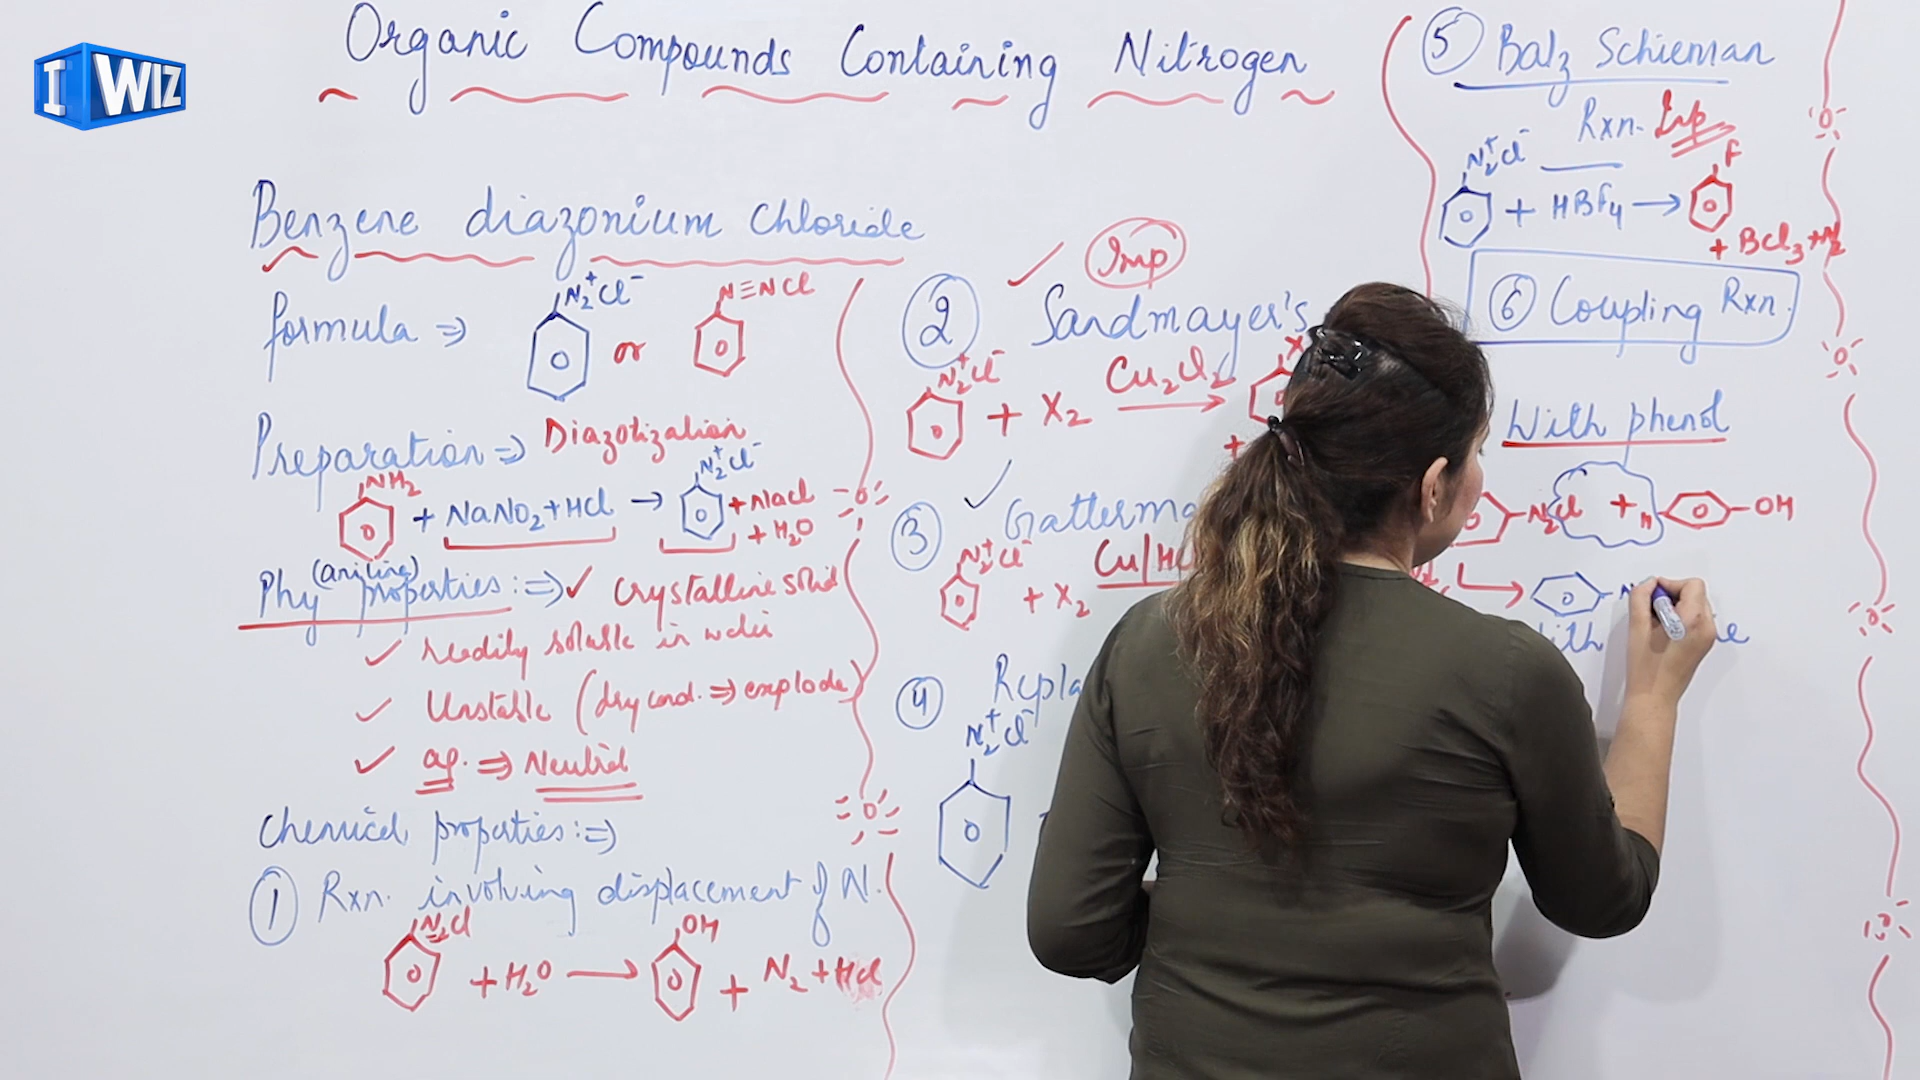 I WIZ
Organic Compounds Containing Nitrogen
Benzene diazonium Chloride
formula ⇒ N₂⁺Cl⁻ or N≡NCl
Preparation ⇒ Diazotization
NH₂ + NaNO₂+HCl → N₂⁺Cl⁻ + NaCl
+ H₂O
(aniline)
Phy properties :⇒ ✓ Crystalline solid
✓ readily soluble in water
✓ Unstable (dry cond. ⇒ explode)
✓ aq. ⇒ Neutral
Chemical properties :⇒
① Rxn. involving displacement of N.
N₂Cl + H₂O → OH + N₂ + HCl
✓ Imp
② Sandmayer's
N₂⁺Cl⁻ + X₂ Cu₂Cl₂ → X
+
✓
③ Gatterma
N₂⁺Cl⁻ + X₂ Cu/HC
④ Repla
N₂⁺Cl⁻
⑤ Balz Schieman
Rxn. Imp
N₂⁺Cl⁻ + HBF₄ → F
+ BCl₃ + N₂
⑥ Coupling Rxn.
With phenol
N₂Cl + H OH
→ N
ith e